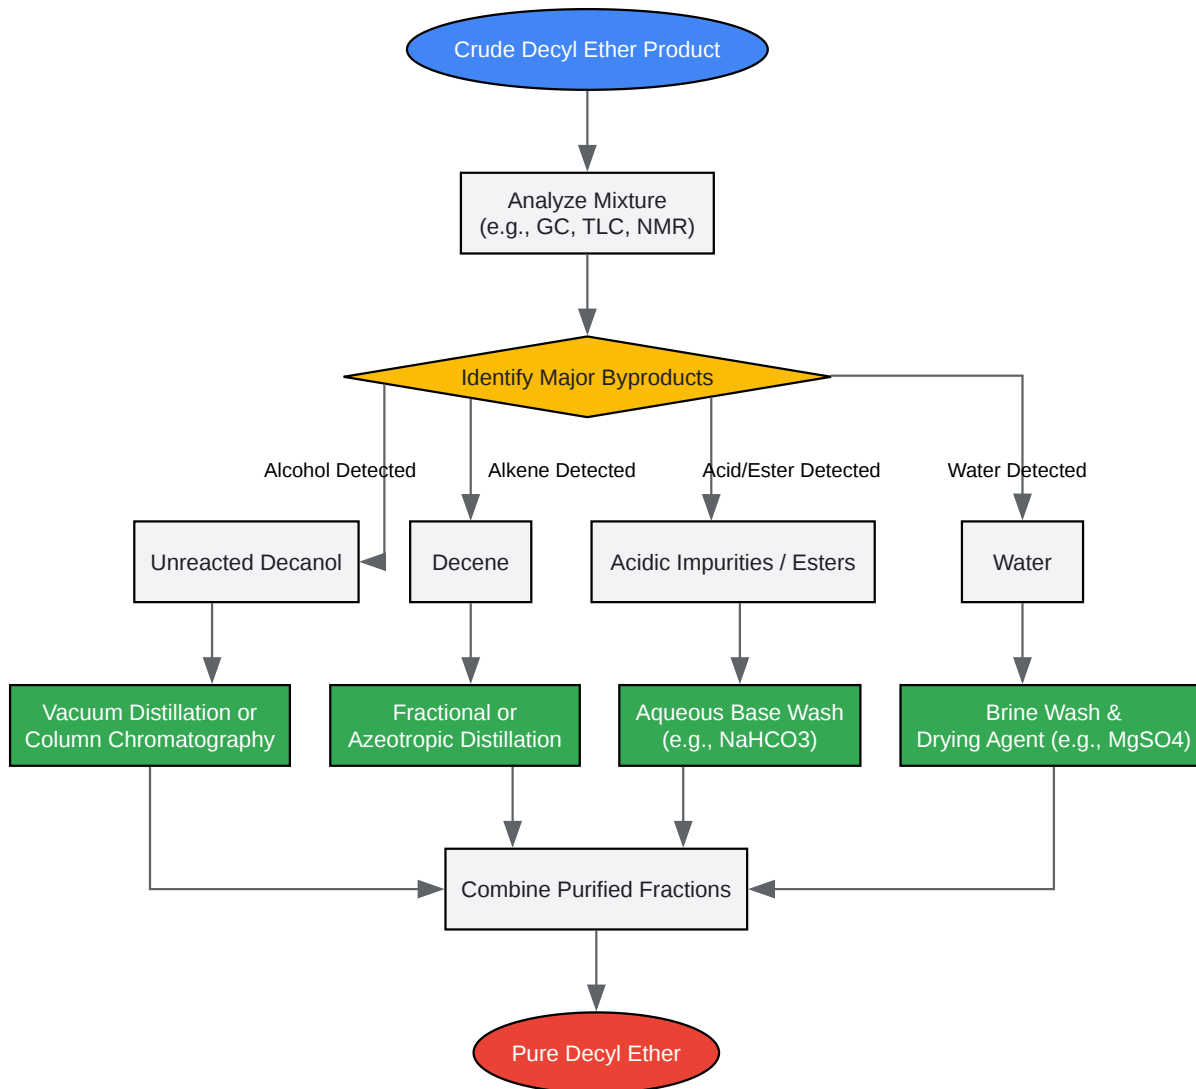 Crude Decyl Ether Product
Analyze Mixture
(e.g., GC, TLC, NMR)
Identify Major Byproducts
Alcohol Detected
Alkene Detected
Acid/Ester Detected
Water Detected
Unreacted Decanol
Decene
Acidic Impurities / Esters
Water
Vacuum Distillation or
Column Chromatography
Fractional or
Azeotropic Distillation
Aqueous Base Wash
(e.g., NaHCO3)
Brine Wash &
Drying Agent (e.g., MgSO4)
Combine Purified Fractions
Pure Decyl Ether